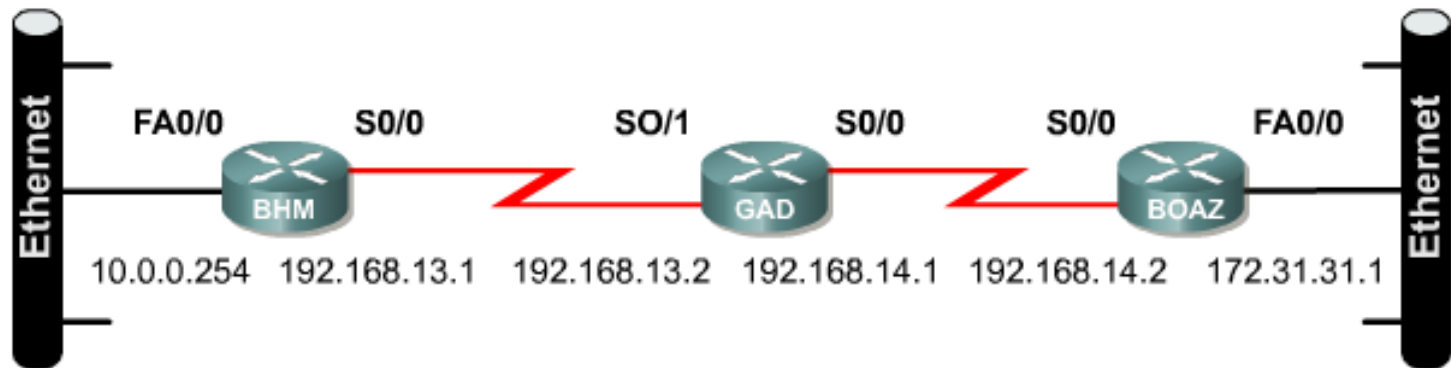 Ethernet
FA0/0 S0/0 SO/1 S0/0 S0/0 FA0/0
BHM GAD BOAZ
10.0.0.254 192.168.13.1 192.168.13.2 192.168.14.1 192.168.14.2 172.31.31.1
Ethernet